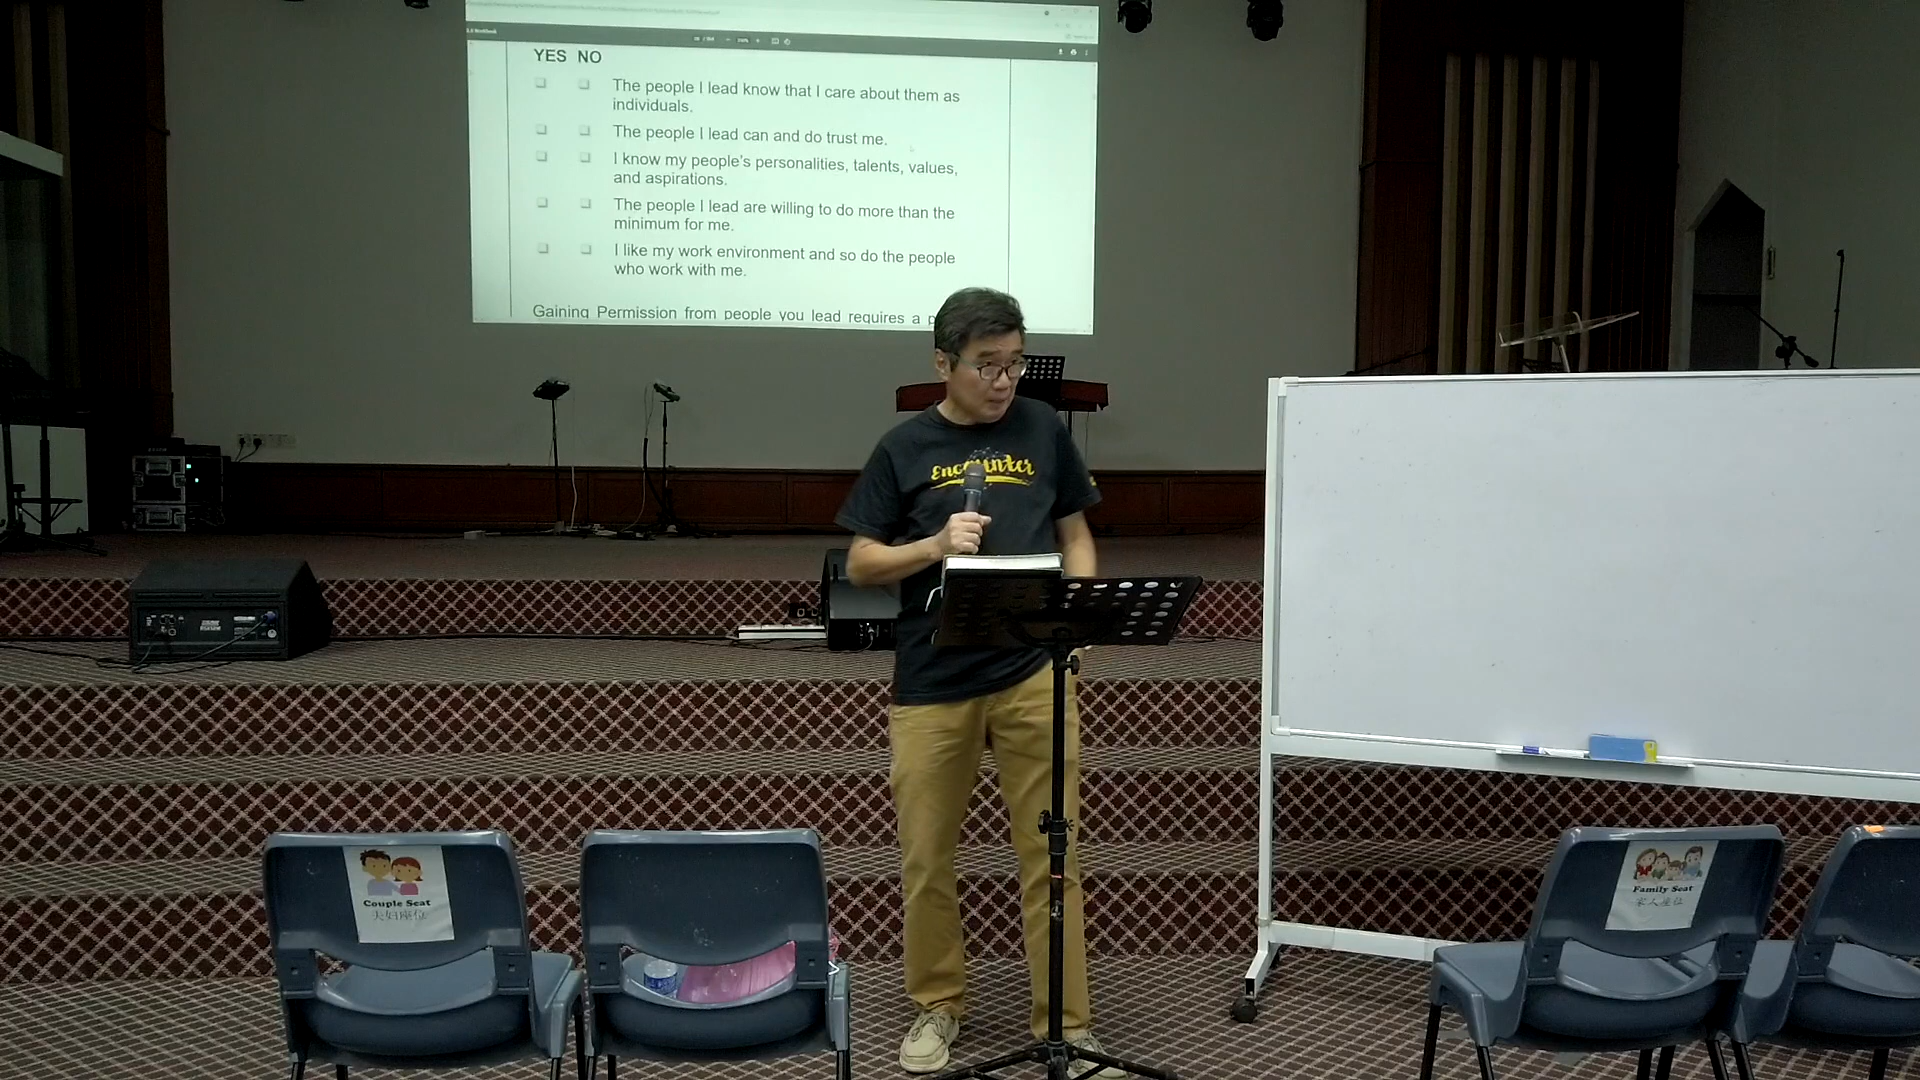 YES NO
The people I lead know that I care about them as
individuals.
The people I lead can and do trust me.
I know my people's personalities, talents, values,
and aspirations.
The people I lead are willing to do more than the
minimum for me.
I like my work environment and so do the people
who work with me.
Gaining Permission from people you lead requires a
Encounter
Couple Seat
夫妇座位
Family Seat
家人座位